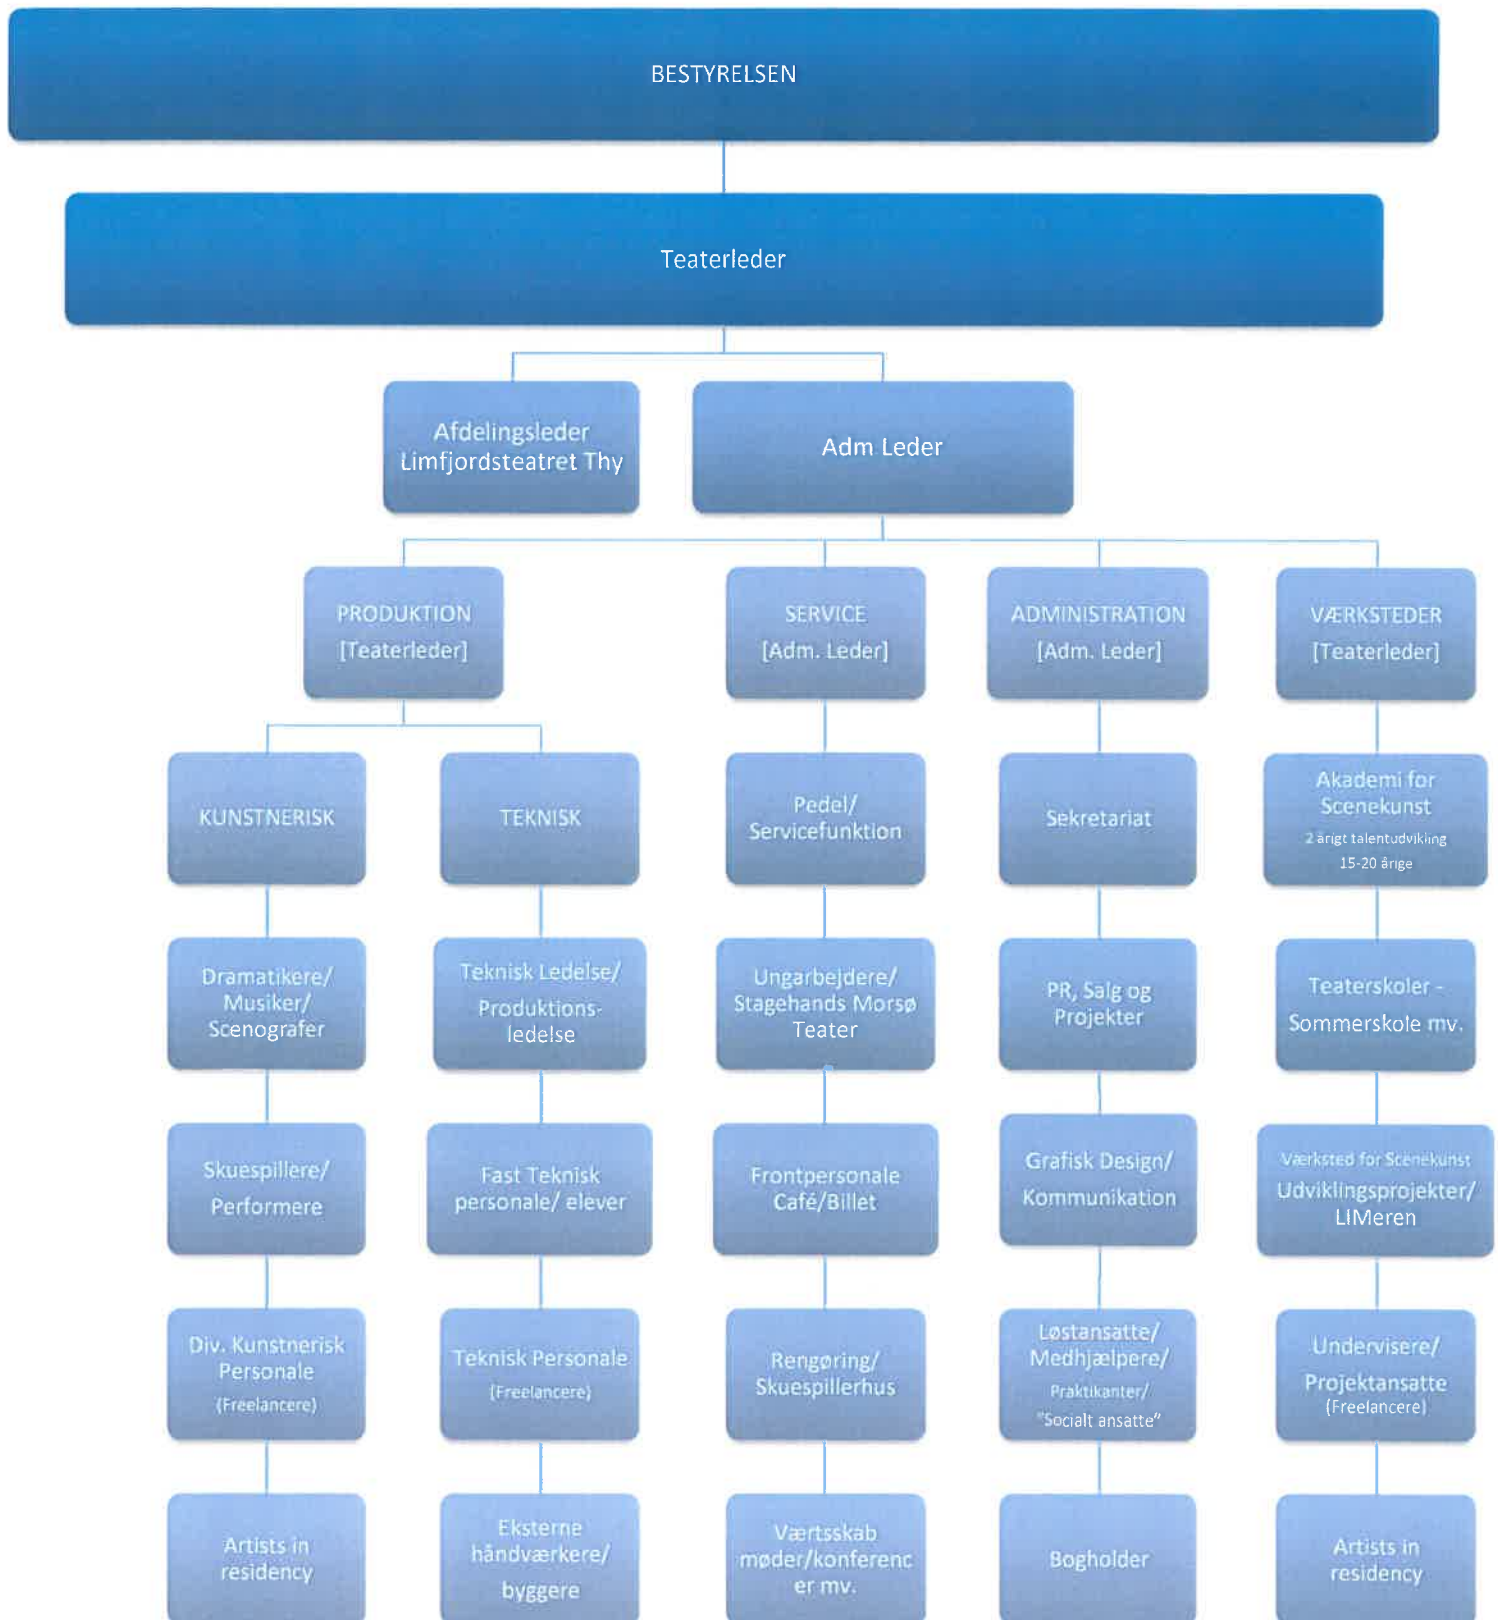 BESTYRELSEN
Teaterleder
Afdelingsleder
Limfjordsteatret Thy
Adm Leder
PRODUKTION
[Teaterleder]
SERVICE
[Adm. Leder]
ADMINISTRATION
[Adm. Leder]
VÆRKSTEDER
[Teaterleder]
KUNSTNERISK
TEKNISK
Pedel/
Servicefunktion
Sekretariat
Akademi for
Scenekunst
2 årigt talentudvikling
15-20 årige
Dramatikere/
Musiker/
Scenografer
Teknisk Ledelse/
Produktions-
ledelse
Ungarbejdere/
Stagehands Morsø
Teater
PR, Salg og
Projekter
Teaterskoler -
Sommerskole mv.
Skuespillere/
Performere
Fast Teknisk
personale/ elever
Frontpersonale
Café/Billet
Grafisk Design/
Kommunikation
Værksted for Scenekunst
Udviklingsprojekter/
LIMeren
Div. Kunstnerisk
Personale
(Freelancere)
Teknisk Personale
(Freelancere)
Rengøring/
Skuespillerhus
Løstansatte/
Medhjælpere/
Praktikanter/
"Socialt ansatte"
Undervisere/
Projektansatte
(Freelancere)
Artists in
residency
Eksterne
håndværkere/
byggere
Værtsskab
møder/konferenc
er mv.
Bogholder
Artists in
residency